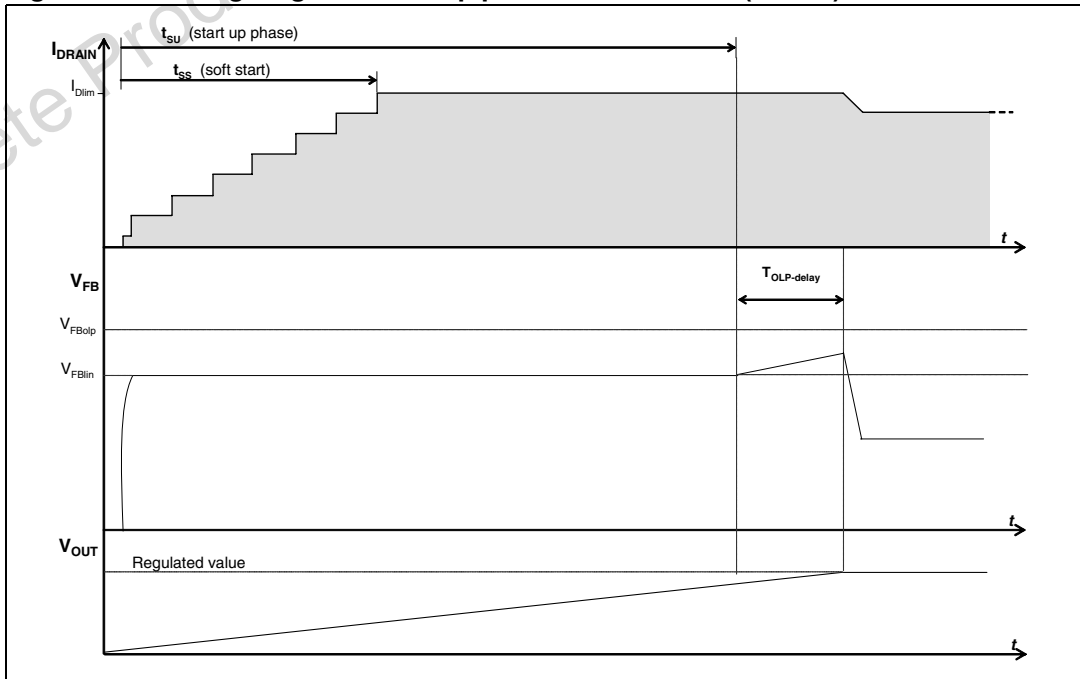 t_SU (start up phase)
I_DRAIN
t_SS (soft start)
I_Dlim
t
V_FB
T_OLP-delay
V_FBolp
V_FBlin
t
V_OUT
Regulated value
t